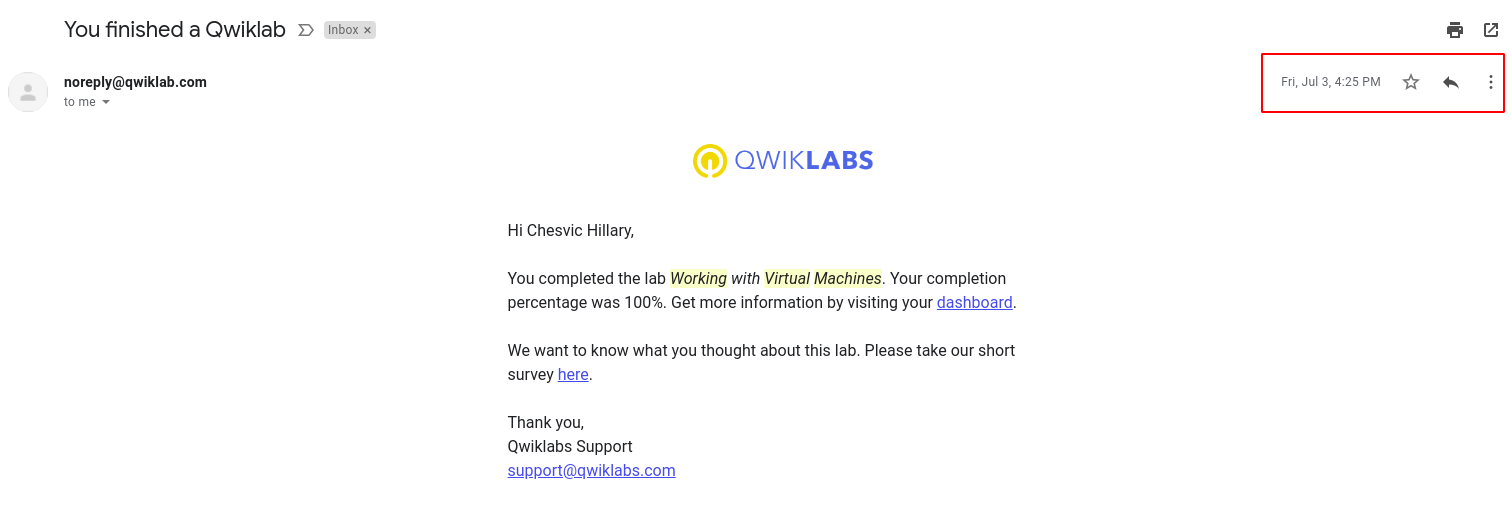 You finished a Qwiklab
Inbox ×
noreply@qwiklab.com
Fri, Jul 3, 4:25 PM
to me
QWIKLABS
Hi Chesvic Hillary,
You completed the lab Working with Virtual Machines. Your completion
percentage was 100%. Get more information by visiting your dashboard.
We want to know what you thought about this lab. Please take our short
survey here.
Thank you,
Qwiklabs Support
support@qwiklabs.com